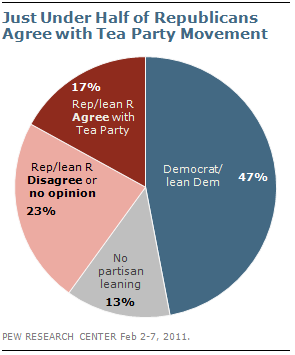 Just Under Half of Republicans
Agree with Tea Party Movement
17%
Rep/lean R
Agree with
Tea Party
Democrat/
lean Dem
47%
Rep/lean R
Disagree or
no opinion
23%
No
partisan
leaning
13%
PEW RESEARCH CENTER Feb 2-7, 2011.